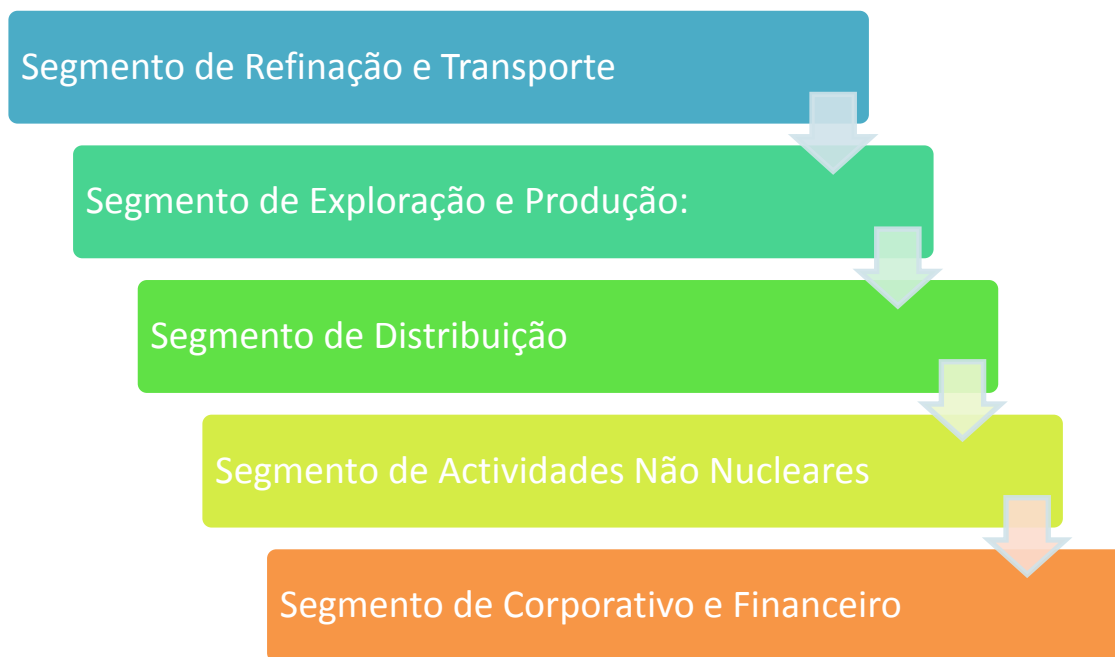 Segmento de Refinação e Transporte
Segmento de Exploração e Produção:
Segmento de Distribuição
Segmento de Actividades Não Nucleares
Segmento de Corporativo e Financeiro